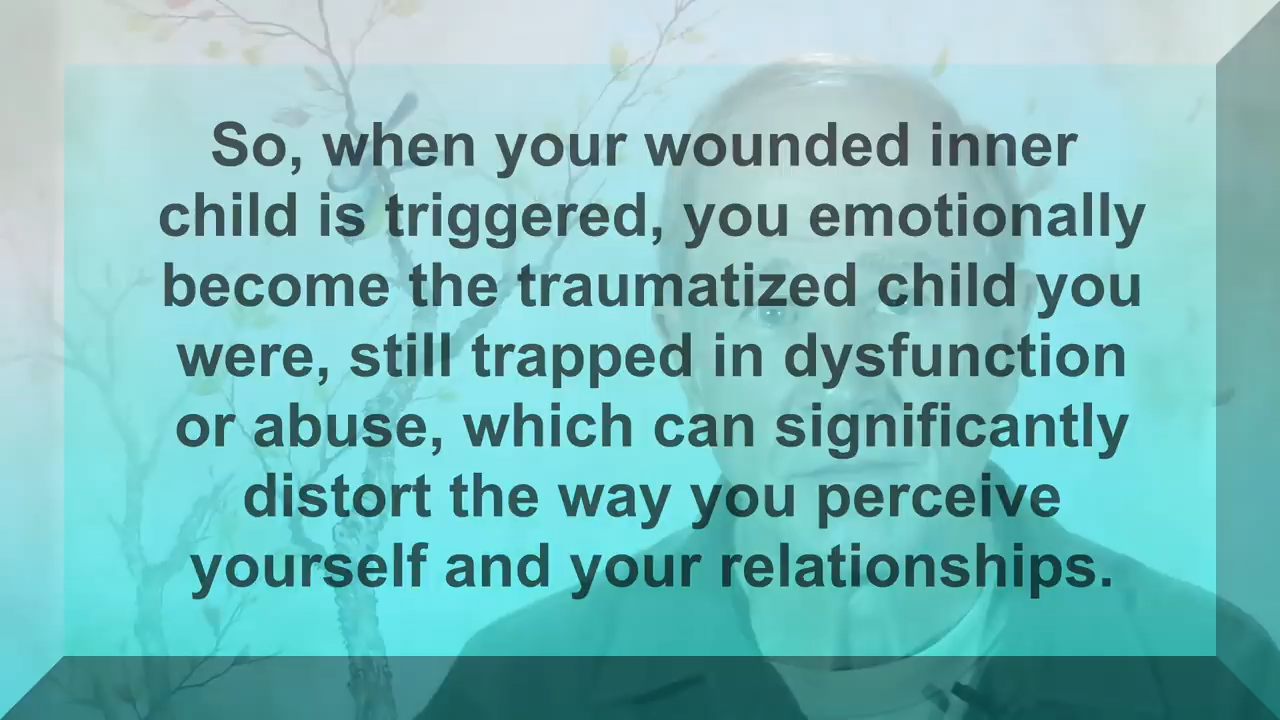 So, when your wounded inner
child is triggered, you emotionally
become the traumatized child you
were, still trapped in dysfunction
or abuse, which can significantly
distort the way you perceive
yourself and your relationships.